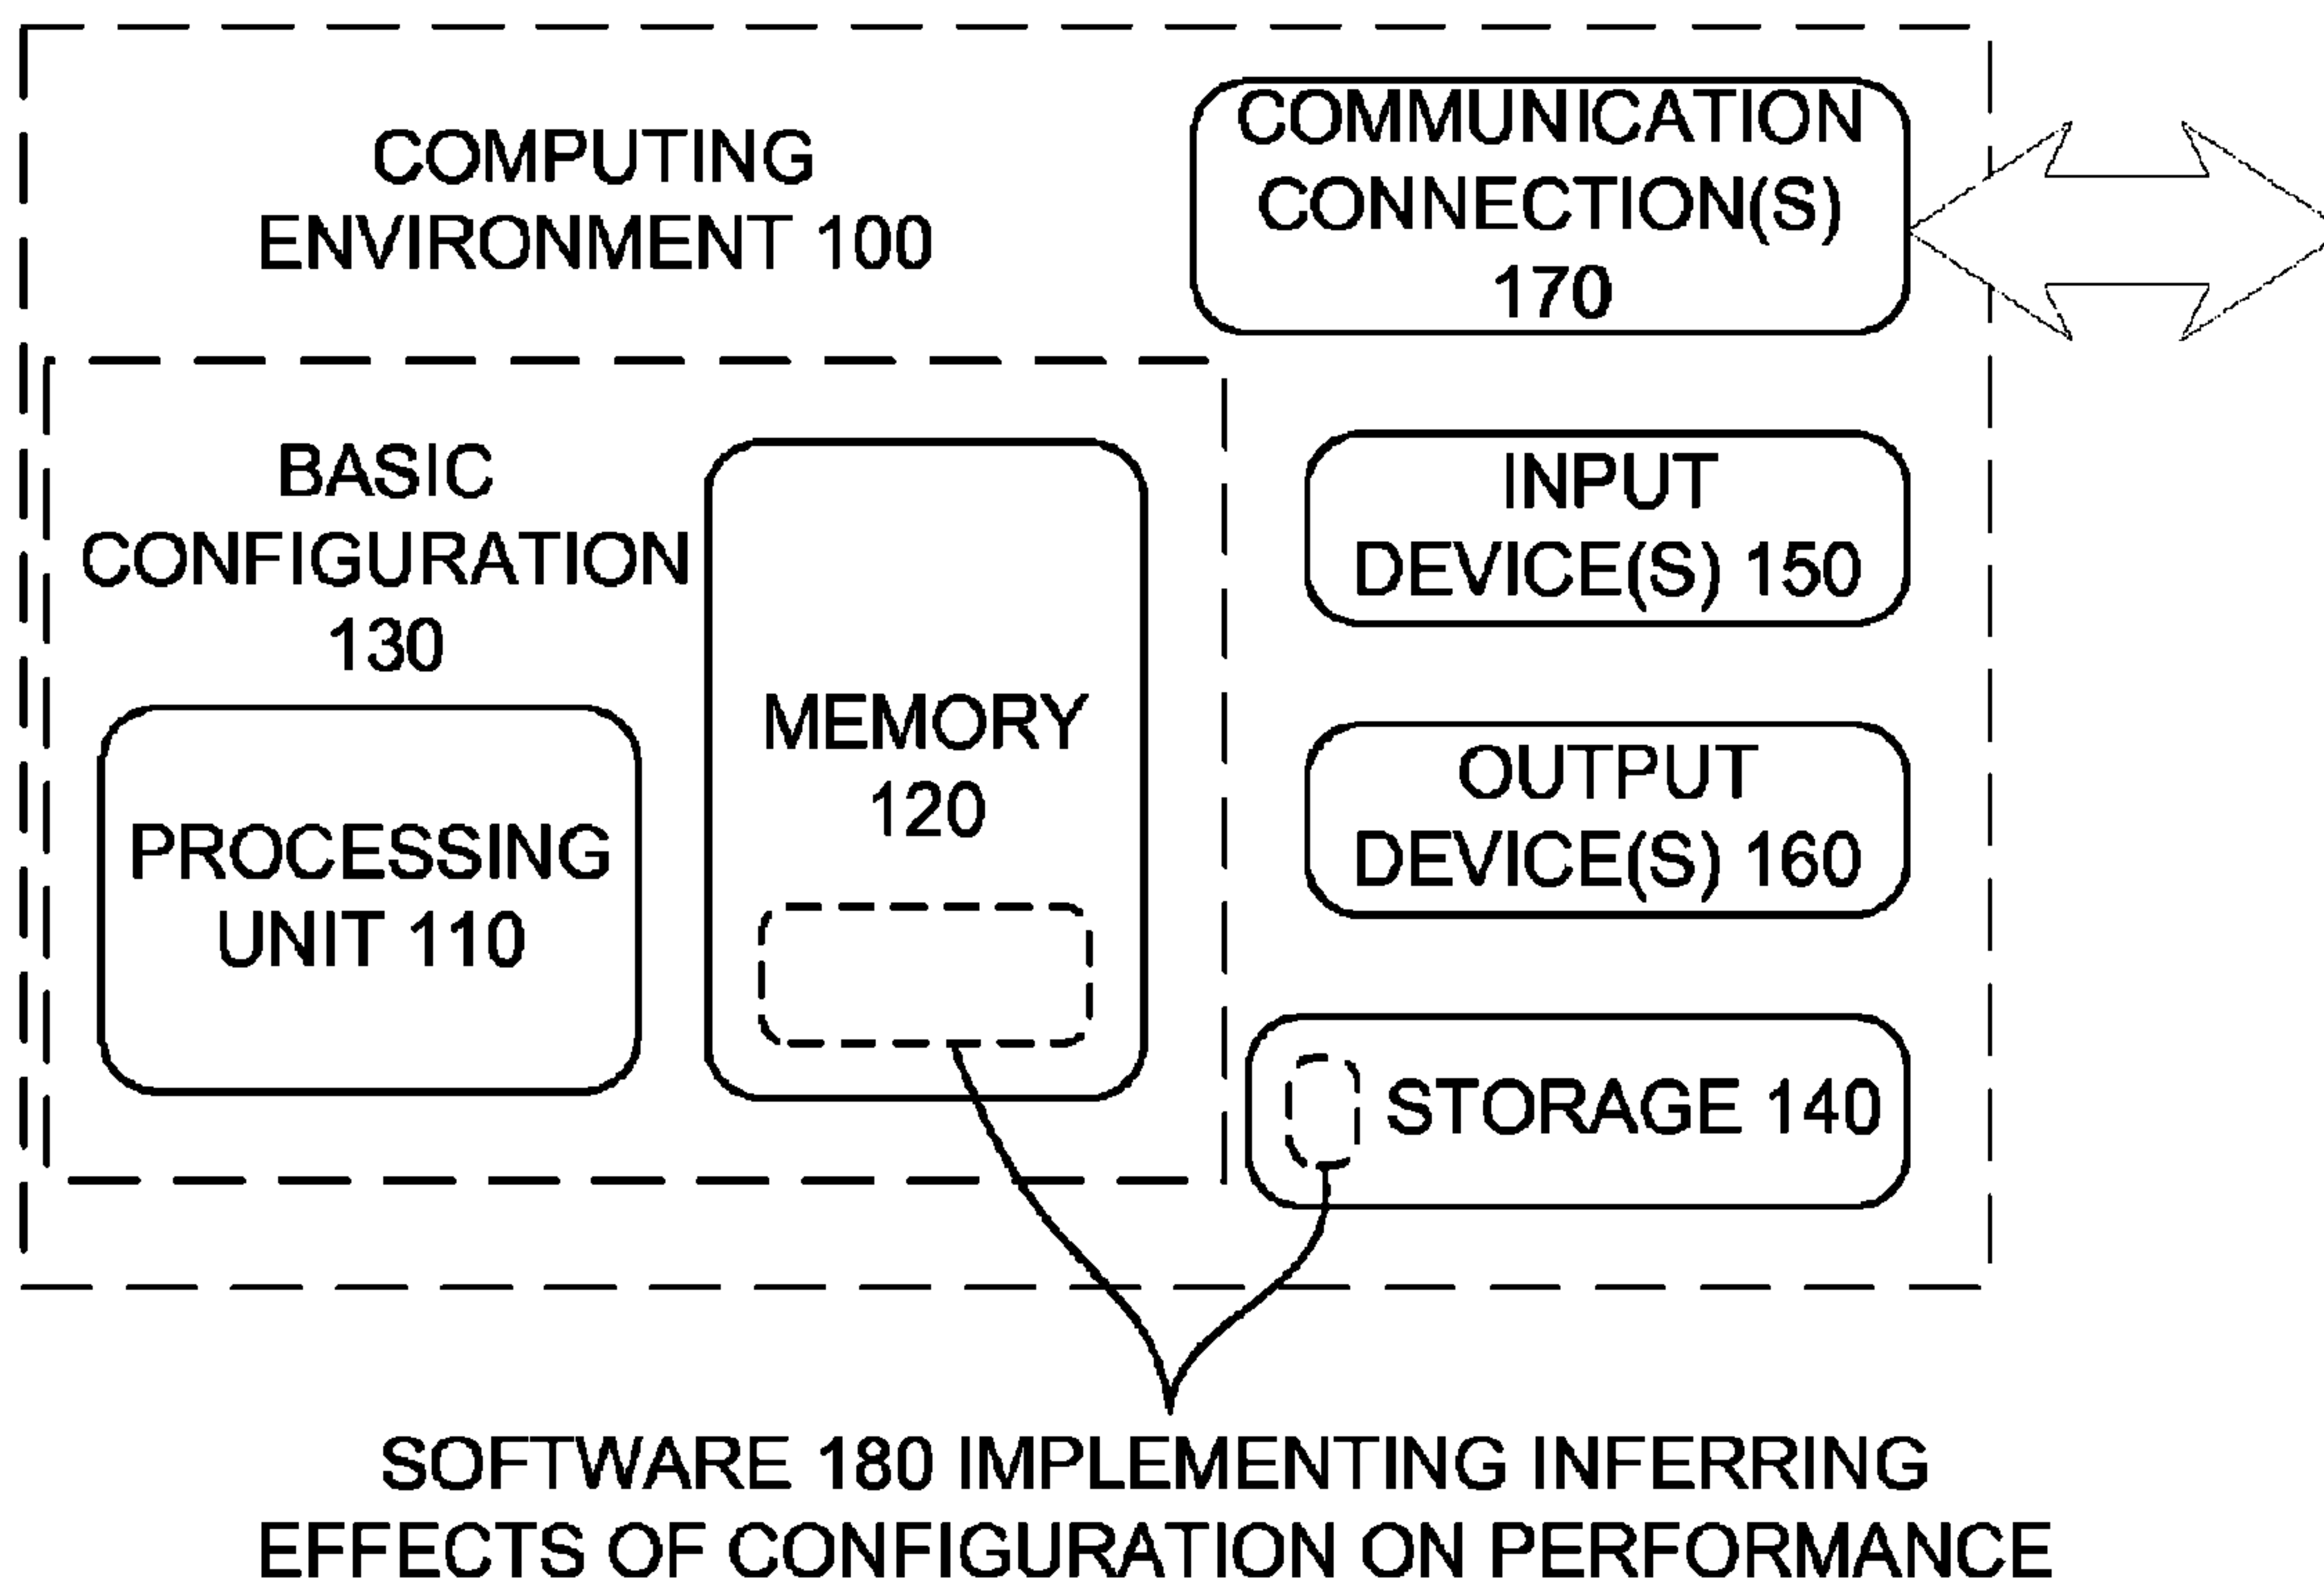 COMPUTING
ENVIRONMENT 100
COMMUNICATION
CONNECTION(S)
170
BASIC
CONFIGURATION
130
PROCESSING
UNIT 110
MEMORY
120
INPUT
DEVICE(S) 150
OUTPUT
DEVICE(S) 160
STORAGE 140
SOFTWARE 180 IMPLEMENTING INFERRING
EFFECTS OF CONFIGURATION ON PERFORMANCE